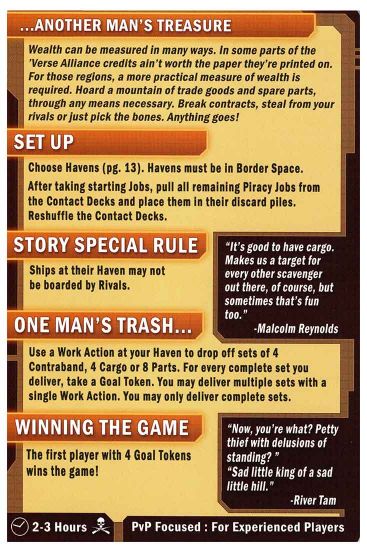 ...ANOTHER MAN'S TREASURE
Wealth can be measured in many ways. In some parts of the
'Verse Alliance credits ain't worth the paper they're printed on.
For those regions, a more practical measure of wealth is
required. Hoard a mountain of trade goods and spare parts,
through any means necessary. Break contracts, steal from your
rivals or just pick the bones. Anything goes!
SET UP
Choose Havens (pg. 13). Havens must be in Border Space.
After taking starting Jobs, pull all remaining Piracy Jobs from
the Contact Decks and place them in their discard piles.
Reshuffle the Contact Decks.
STORY SPECIAL RULE
Ships at their Haven may not
be boarded by Rivals.
"It's good to have cargo.
Makes us a target for
every other scavenger
out there, of course, but
sometimes that's fun
too."
-Malcolm Reynolds
ONE MAN'S TRASH...
Use a Work Action at your Haven to drop off sets of 4
Contraband, 4 Cargo or 8 Parts. For every complete set you
deliver, take a Goal Token. You may deliver multiple sets with a
single Work Action. You may only deliver complete sets.
WINNING THE GAME
The first player with 4 Goal Tokens
wins the game!
"Now, you're what? Petty
thief with delusions of
standing? "
"Sad little king of a sad
little hill."
-River Tam
2-3 Hours
PvP Focused : For Experienced Players